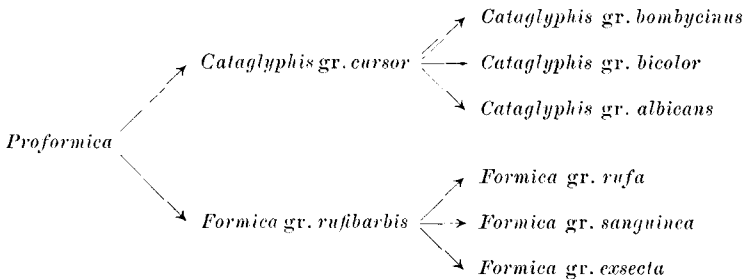 Cataglyphis gr. bombycinus
Cataglyphis gr. cursor
Cataglyphis gr. bicolor
Cataglyphis gr. albicans
Proformica
Formica gr. rufa
Formica gr. rufibarbis
Formica gr. sanguinea
Formica gr. exsecta